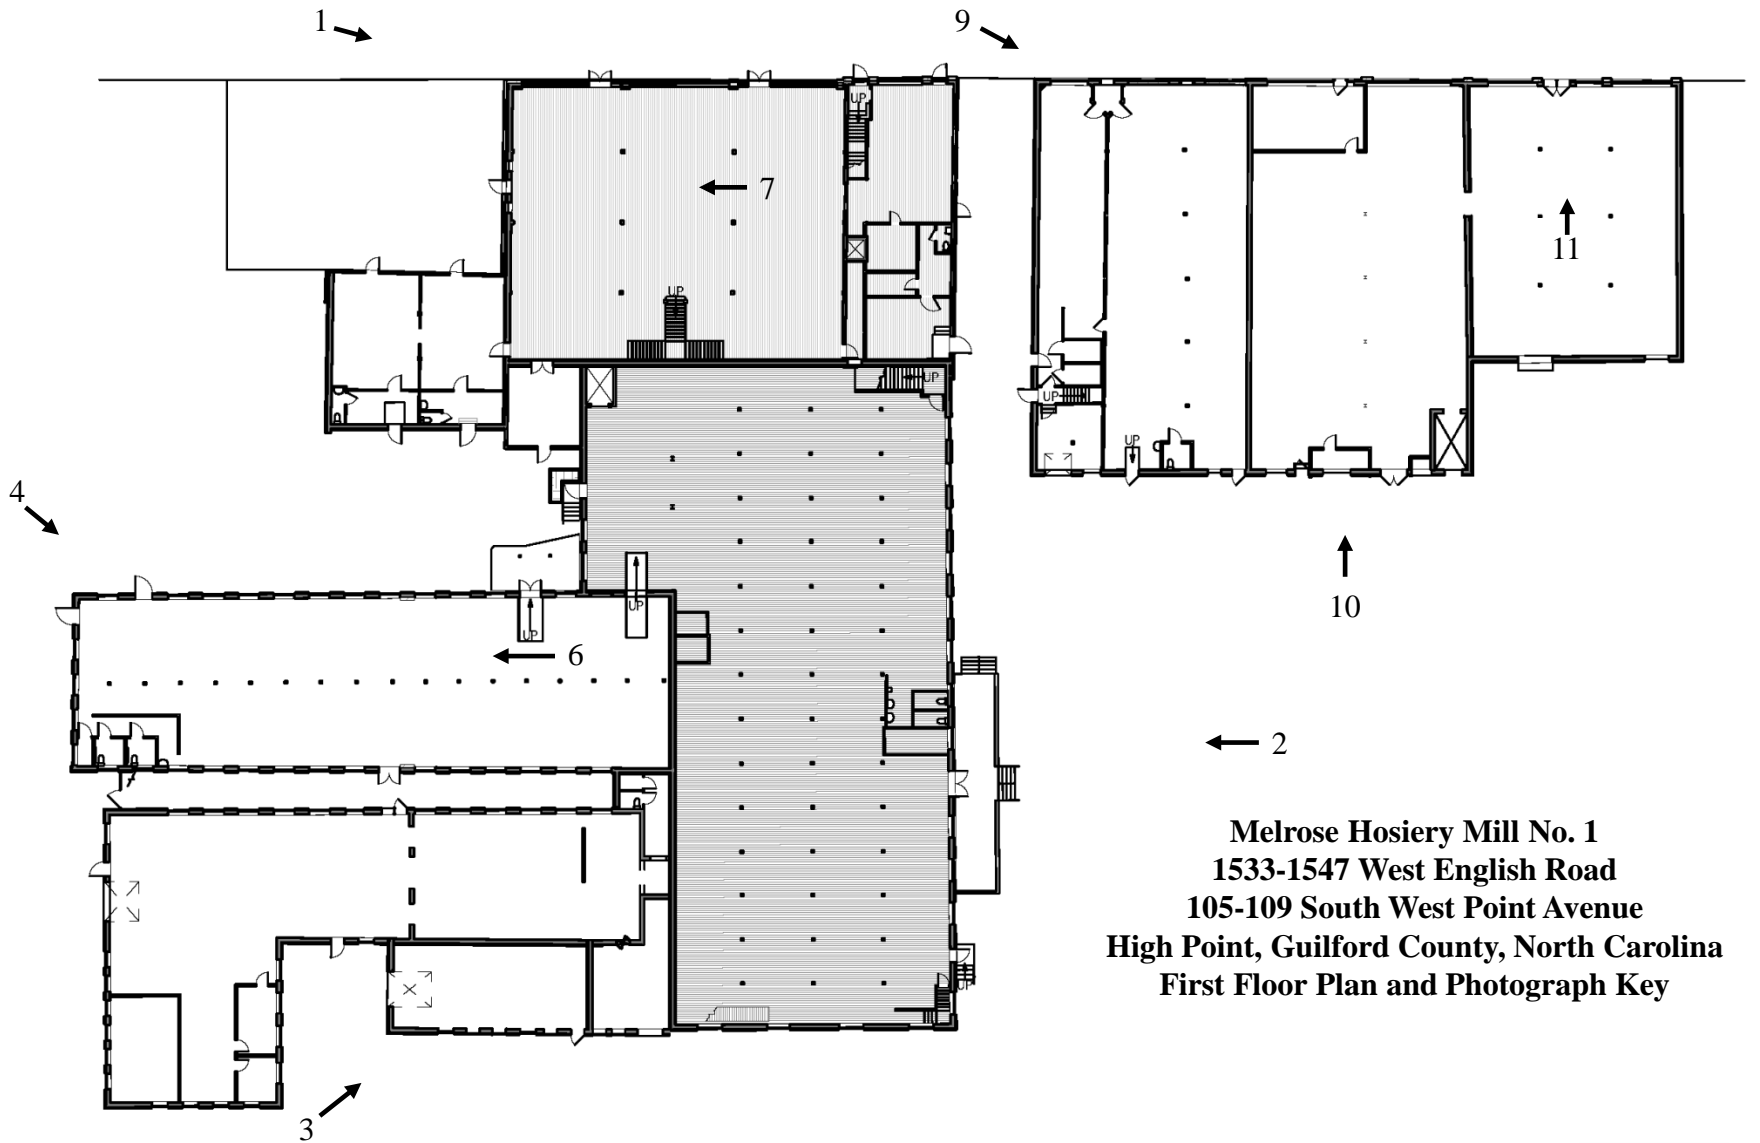 1
9
UP
7
11
UP
UP
UP
UP
4
10
UP
UP
6
2
Melrose Hosiery Mill No. 1
1533-1547 West English Road
105-109 South West Point Avenue
High Point, Guilford County, North Carolina
First Floor Plan and Photograph Key
UP
3